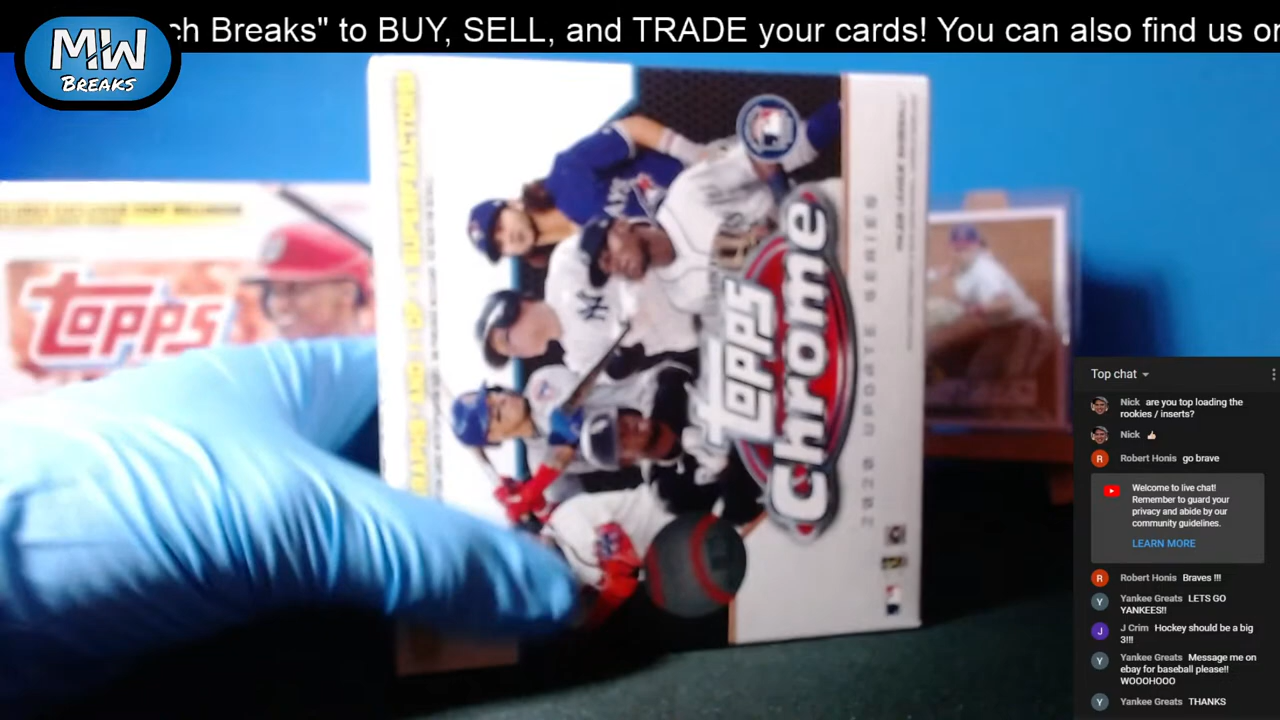 ch Breaks" to BUY, SELL, and TRADE your cards! You can also find us on
MW
BREAKS
TOPPS
TOPPS
Chrome
2020 UPDATE SERIES
Top chat
Nick are you top loading the
rookies / inserts?
Nick
Robert Honis go brave
Welcome to live chat!
Remember to guard your
privacy and abide by our
community guidelines.
LEARN MORE
Robert Honis Braves !!!
Yankee Greats LETS GO
YANKEES!!
J Crim Hockey should be a big
3!!!
Yankee Greats Message me on
ebay for baseball please!!
WOOOHOOO
Yankee Greats THANKS